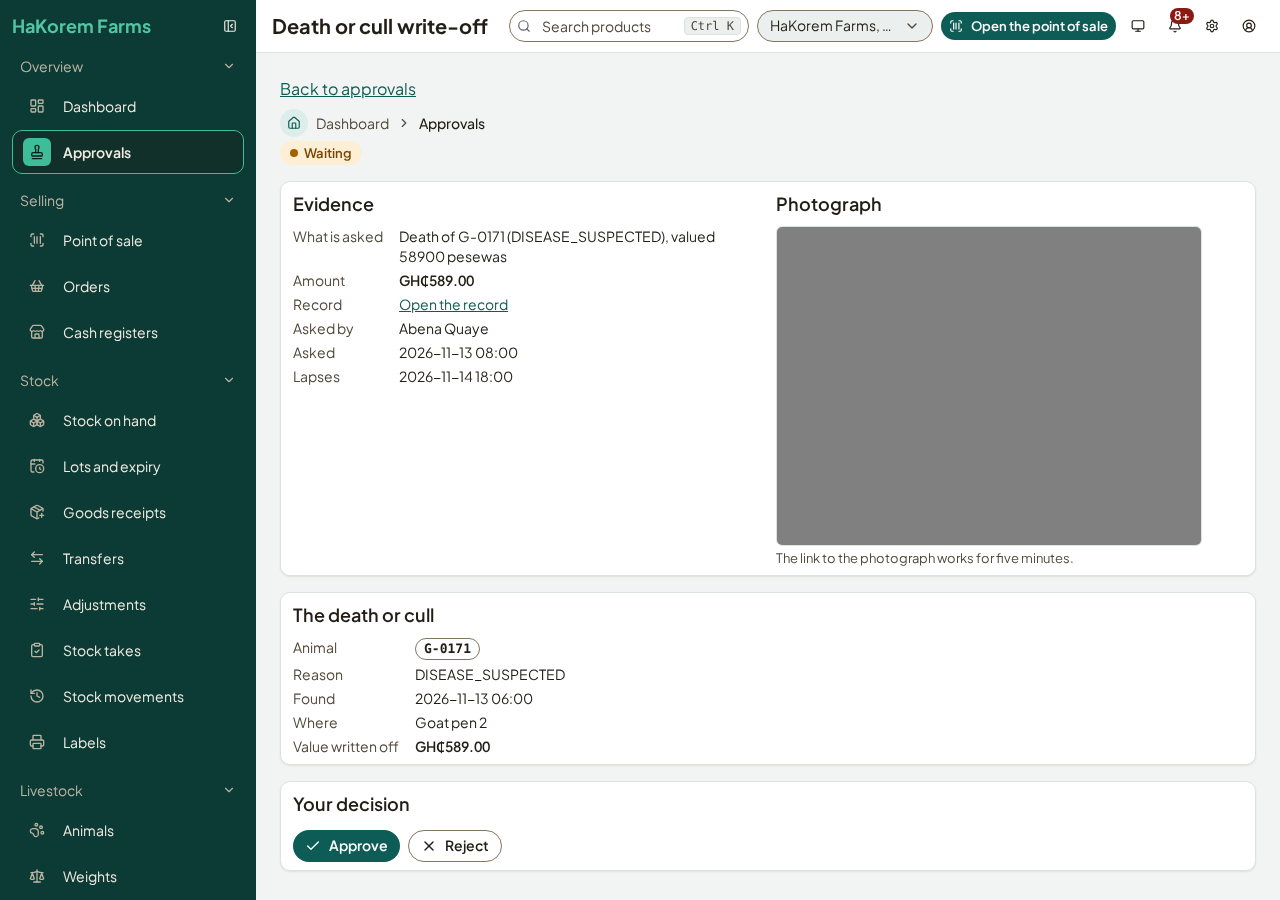 HaKorem Farms
Overview
Dashboard
Approvals
Selling
Point of sale
Orders
Cash registers
Stock
Stock on hand
Lots and expiry
Goods receipts
Transfers
Adjustments
Stock takes
Stock movements
Labels
Livestock
Animals
Weights
Death or cull write-off
Search products
Ctrl K
HaKorem Farms, ...
Open the point of sale
8+
Back to approvals
Dashboard > Approvals
Waiting
Evidence
What is asked Death of G-0171 (DISEASE_SUSPECTED), valued
58900 pesewas
Amount GH₵589.00
Record Open the record
Asked by Abena Quaye
Asked 2026-11-13 08:00
Lapses 2026-11-14 18:00
Photograph
The link to the photograph works for five minutes.
The death or cull
Animal G-0171
Reason DISEASE_SUSPECTED
Found 2026-11-13 06:00
Where Goat pen 2
Value written off GH₵589.00
Your decision
Approve
Reject